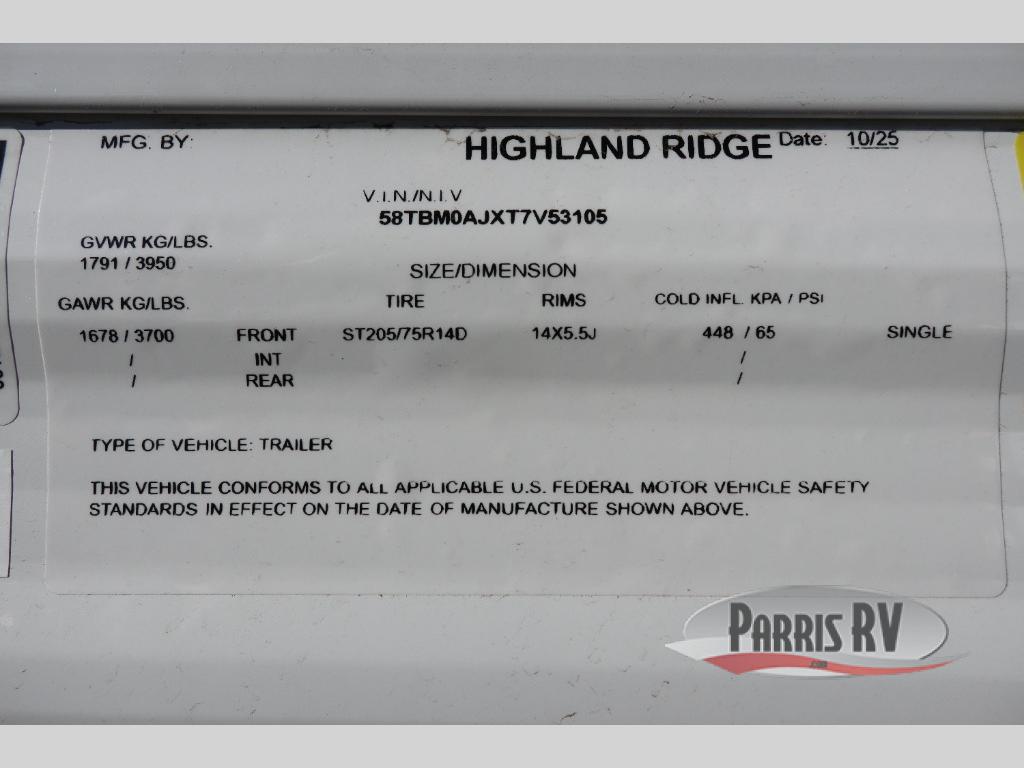 MFG. BY: HIGHLAND RIDGE Date: 10/25
V.I.N./N.I.V
58TBM0AJXT7V53105
GVWR KG/LBS.
1791 / 3950
SIZE/DIMENSION
GAWR KG/LBS. TIRE RIMS COLD INFL. KPA / PSI
1678 / 3700 FRONT ST205/75R14D 14X5.5J 448 / 65 SINGLE
/ INT /
/ REAR /
TYPE OF VEHICLE: TRAILER
THIS VEHICLE CONFORMS TO ALL APPLICABLE U.S. FEDERAL MOTOR VEHICLE SAFETY
STANDARDS IN EFFECT ON THE DATE OF MANUFACTURE SHOWN ABOVE.
PARRIS RV
.com